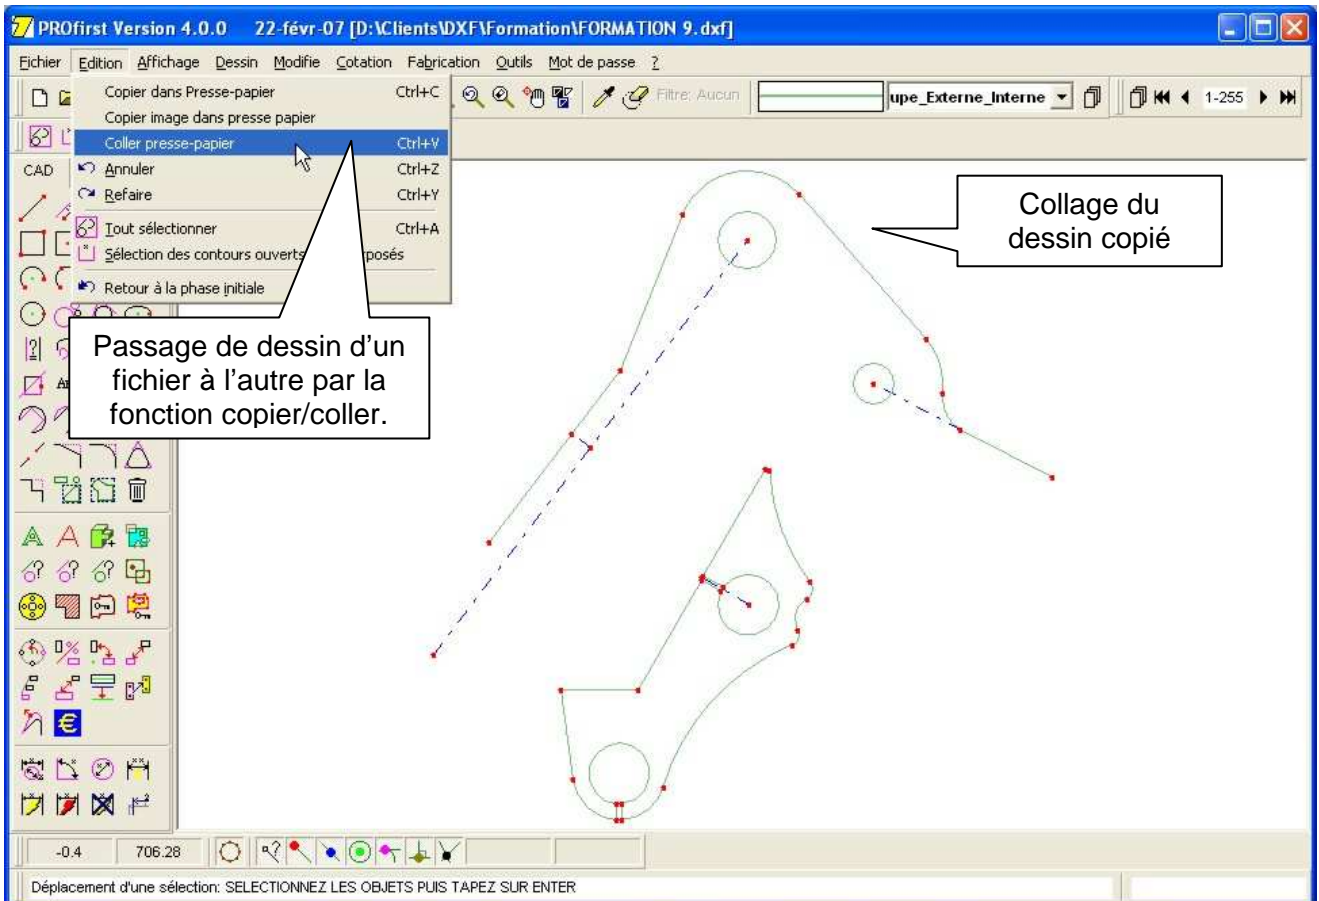 PROfirst Version 4.0.0 22-févr-07 [D:\Clients\DXF\Formation\FORMATION 9.dxf]
Fichier Edition Affichage Dessin Modifie Cotation Fabrication Outils Mot de passe ?
Copier dans Presse-papier Ctrl+C
Filtre: Aucun
upe_Externe_Interne
1-255
Copier image dans presse papier
Coller presse-papier Ctrl+V
CAD
Annuler Ctrl+Z
Refaire Ctrl+Y
Tout sélectionner Ctrl+A
Sélection des contours ouverts posés
Retour à la phase initiale
Collage du
dessin copié
Passage de dessin d’un
fichier à l’autre par la
fonction copier/coller.
-0.4 706.28
Déplacement d'une sélection: SELECTIONNEZ LES OBJETS PUIS TAPEZ SUR ENTER